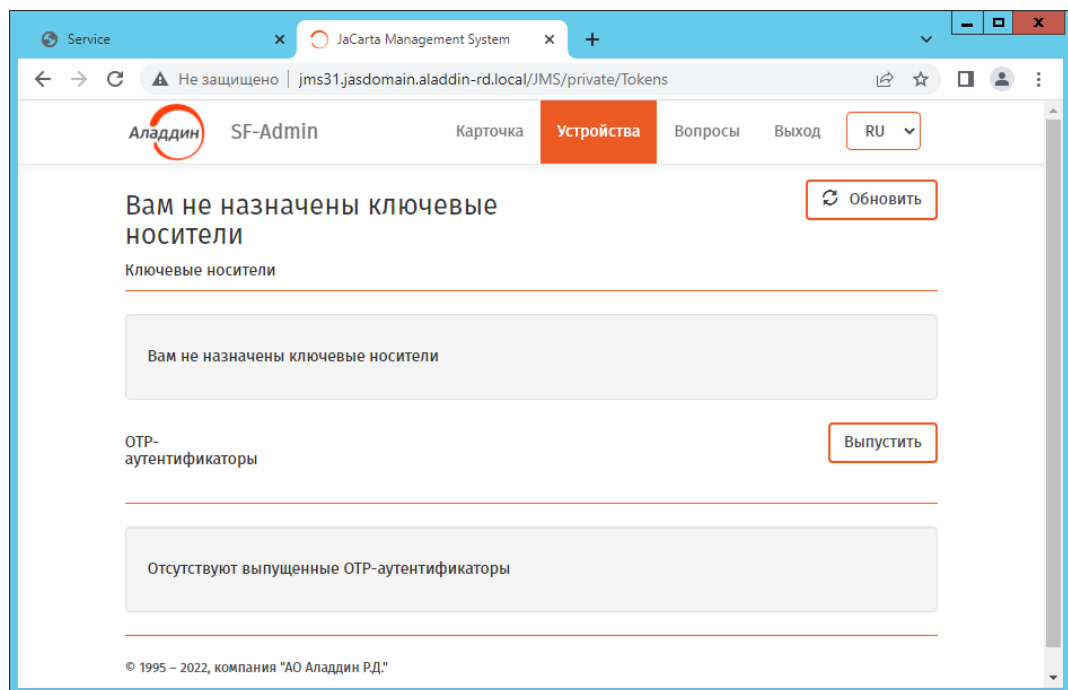 Service
JaCarta Management System
Не защищено | jms31.jasdomain.aladdin-rd.local/JMS/private/Tokens
Аладдин SF-Admin Карточка Устройства Вопросы Выход RU
Вам не назначены ключевые
носители
Обновить
Ключевые носители
Вам не назначены ключевые носители
OTP-
аутентификаторы
Выпустить
Отсутствуют выпущенные OTP-аутентификаторы
© 1995 – 2022, компания "АО Аладдин Р.Д."